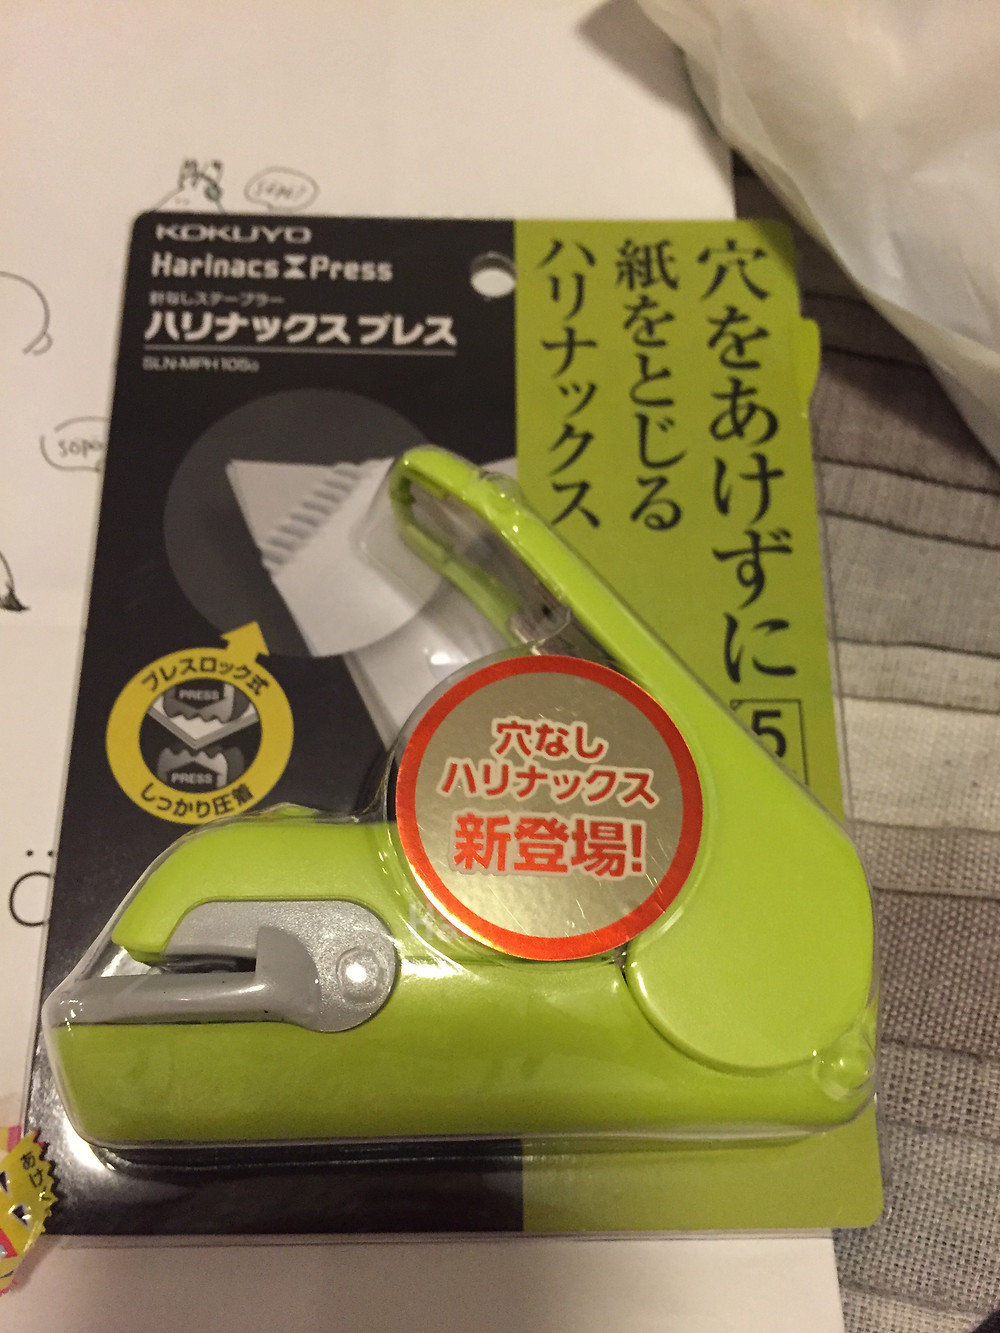 KOKUYO
Harinacs Press
針なしステープラー
ハリナックス プレス
SLN-MPH105G
穴をあけずに
紙をとじる
ハリナックス
5
プレスロック式
PRESS
PRESS
しっかり圧着
穴なし
ハリナックス
新登場!
あけ